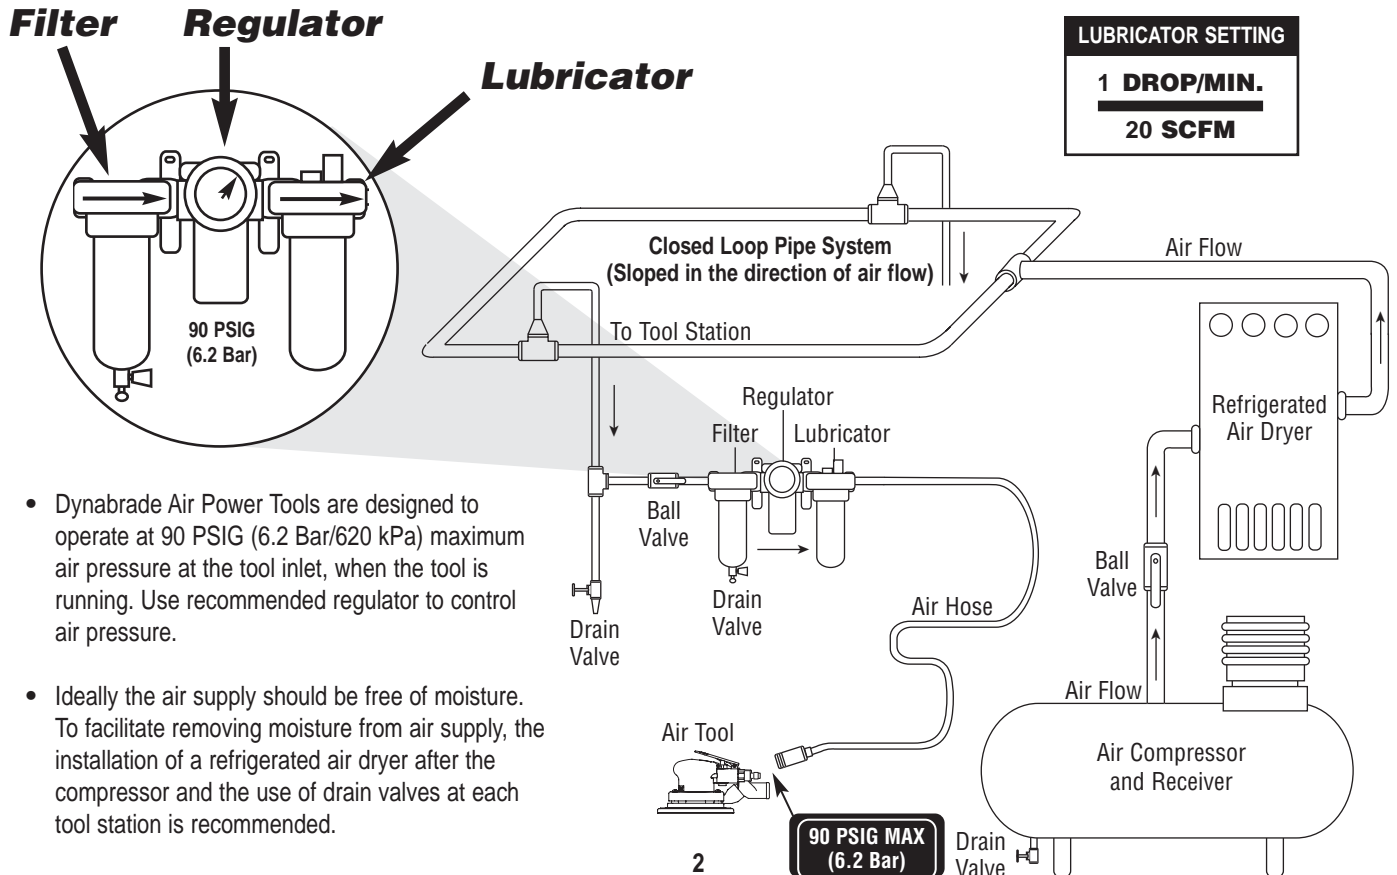 Filter Regulator
Lubricator
LUBRICATOR SETTING
1 DROP/MIN.
20 SCFM
90 PSIG
(6.2 Bar)
Closed Loop Pipe System
(Sloped in the direction of air flow)
Air Flow
To Tool Station
Regulator
Filter
Lubricator
Refrigerated
Air Dryer
Ball
Valve
Drain
Valve
Drain
Valve
Air Hose
Ball
Valve
Air Flow
Air Compressor
and Receiver
Drain
Valve
Air Tool
90 PSIG MAX
(6.2 Bar)
• Dynabrade Air Power Tools are designed to
operate at 90 PSIG (6.2 Bar/620 kPa) maximum
air pressure at the tool inlet, when the tool is
running. Use recommended regulator to control
air pressure.
• Ideally the air supply should be free of moisture.
To facilitate removing moisture from air supply, the
installation of a refrigerated air dryer after the
compressor and the use of drain valves at each
tool station is recommended.
2